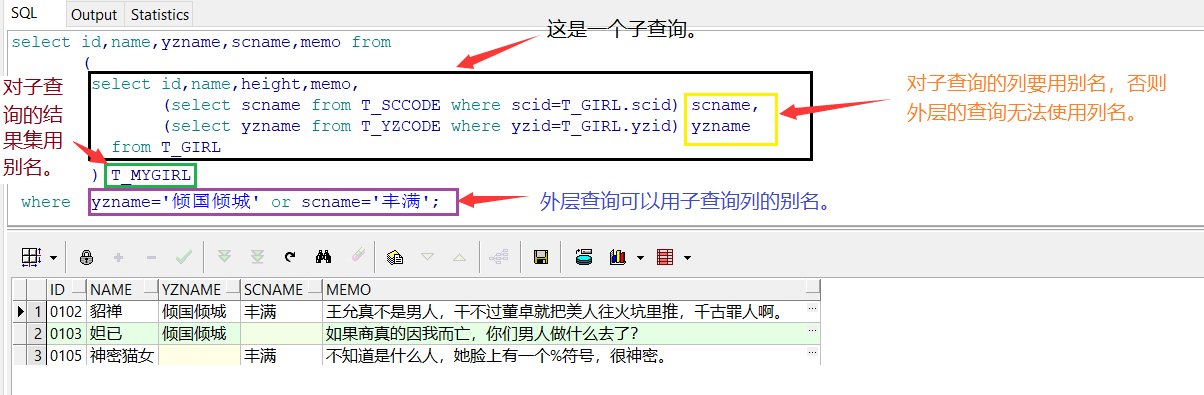 SQL Output Statistics
这是一个子查询。
select id,name,yzname,scname,memo from
(
select id,name,height,memo,
(select scname from T_SCCODE where scid=T_GIRL.scid) scname,
(select yzname from T_YZCODE where yzid=T_GIRL.yzid) yzname
from T_GIRL
) T_MYGIRL
where yzname='倾国倾城' or scname='丰满';
对子查
询的结
果集用
别名。
对子查询的列要用别名，否则
外层的查询无法使用列名。
外层查询可以用子查询列的别名。
ID NAME YZNAME SCNAME MEMO
1 0102 貂禅 倾国倾城 丰满 王允真不是男人，干不过董卓就把美人往火坑里推，千古罪人啊。 ...
2 0103 妲已 倾国倾城 如果商真的因我而亡，你们男人做什么去了？ ...
3 0105 神密猫女 丰满 不知道是什么人，她脸上有一个%符号，很神密。 ...